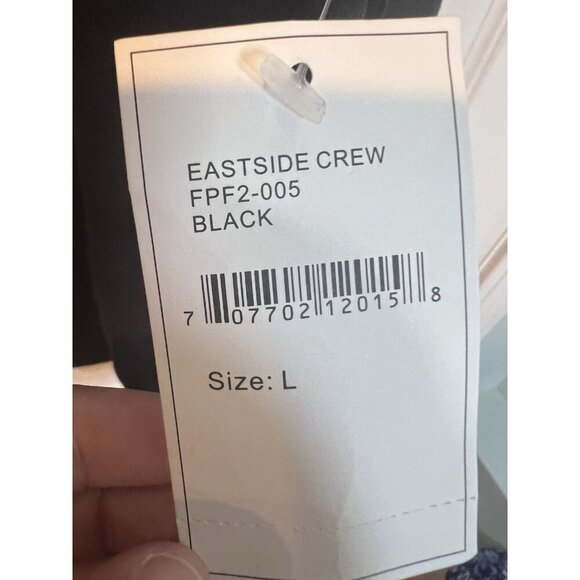 EASTSIDE CREW
FPF2-005
BLACK
7 07702 12015 8
Size: L